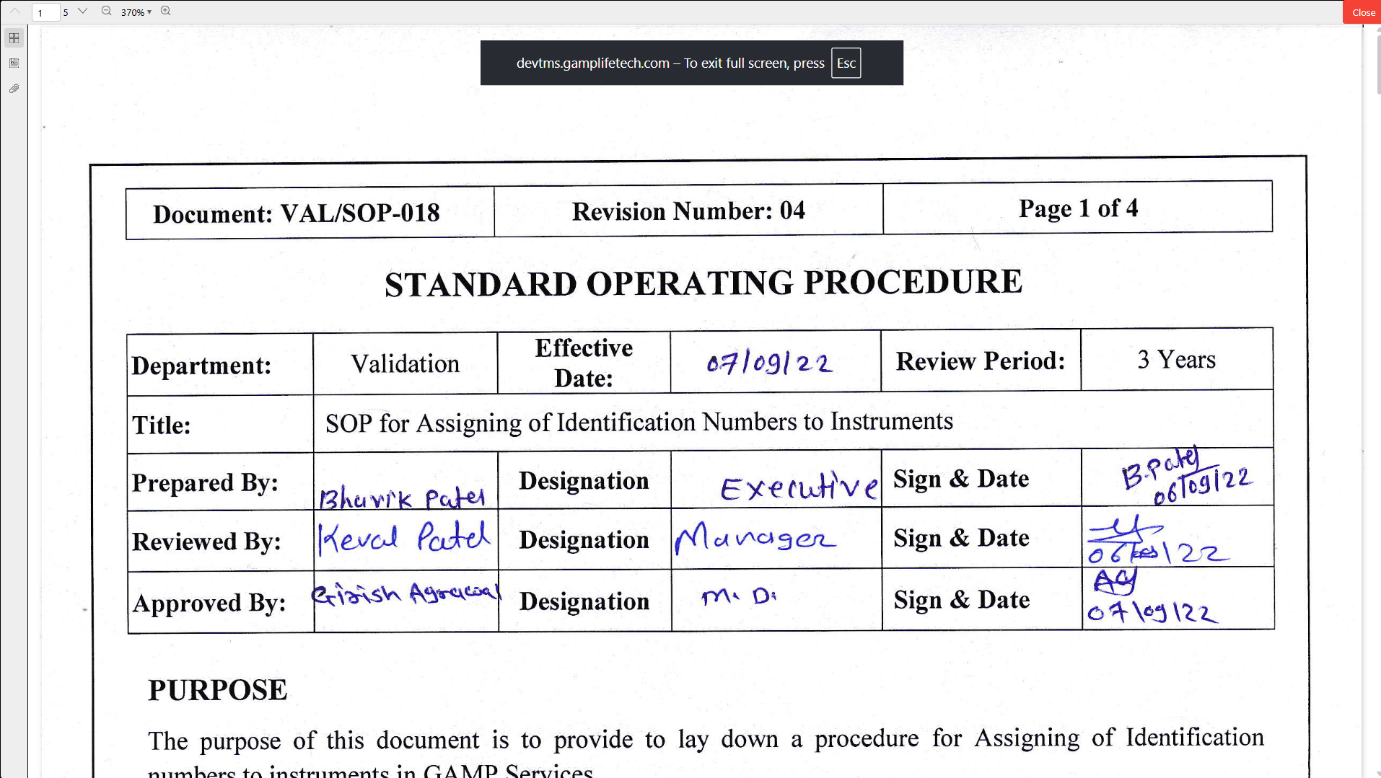 1 5 370% Close
devtms.gamplifetech.com – To exit full screen, press Esc
Document: VAL/SOP-018 Revision Number: 04 Page 1 of 4
STANDARD OPERATING PROCEDURE
Department: Validation Effective Date: 07/09/22 Review Period: 3 Years
Title: SOP for Assigning of Identification Numbers to Instruments
Prepared By: Bhavik Patel Designation Executive Sign & Date B.Patel 06/09/22
Reviewed By: Keval Patel Designation Manager Sign & Date
Approved By: Girish Agrawal Designation M. D. Sign & Date 07/09/22
PURPOSE
The purpose of this document is to provide to lay down a procedure for Assigning of Identification
numbers to instruments in GAMP Services